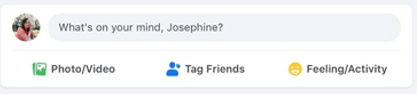 What's on your mind, Josephine?
Photo/Video Tag Friends Feeling/Activity